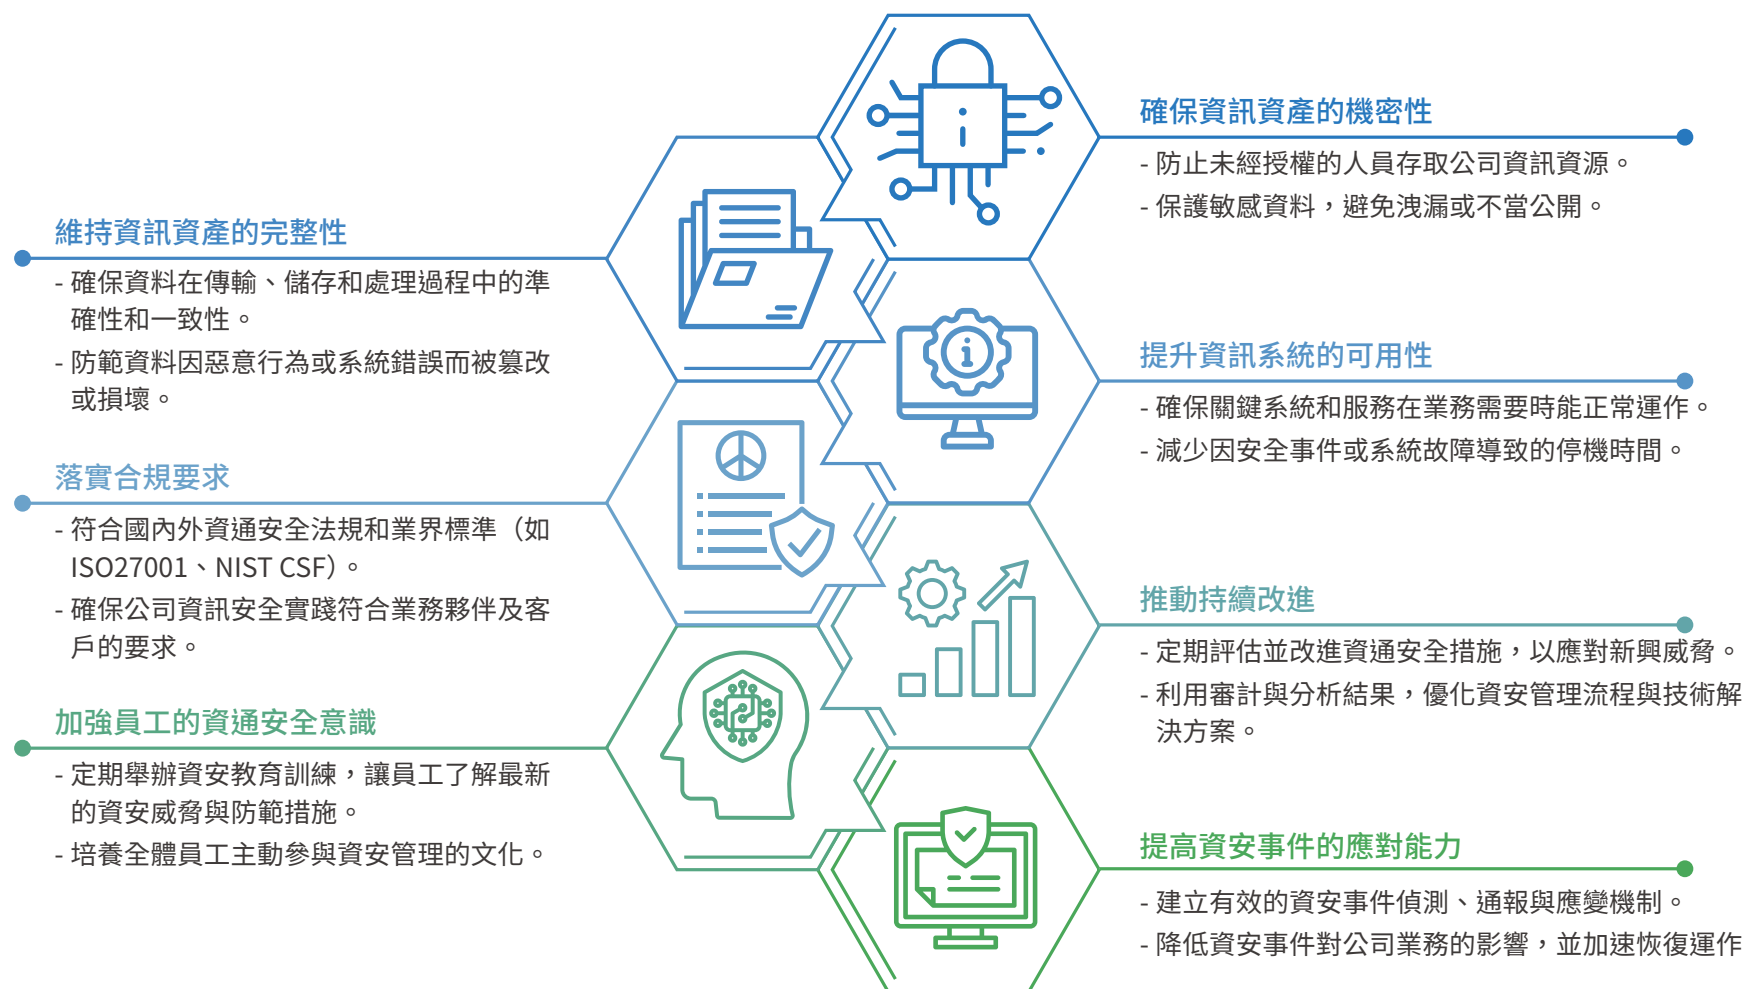 確保資訊資產的機密性
- 防止未經授權的人員存取公司資訊資源。
- 保護敏感資料，避免洩漏或不當公開。
維持資訊資產的完整性
- 確保資料在傳輸、儲存和處理過程中的準
確性和一致性。
- 防範資料因惡意行為或系統錯誤而被篡改
或損壞。
提升資訊系統的可用性
- 確保關鍵系統和服務在業務需要時能正常運作。
- 減少因安全事件或系統故障導致的停機時間。
落實合規要求
- 符合國內外資通安全法規和業界標準（如
ISO27001、NIST CSF）。
- 確保公司資訊安全實踐符合業務夥伴及客
戶的要求。
推動持續改進
- 定期評估並改進資通安全措施，以應對新興威脅。
- 利用審計與分析結果，優化資安管理流程與技術解
決方案。
加強員工的資通安全意識
- 定期舉辦資安教育訓練，讓員工了解最新
的資安威脅與防範措施。
- 培養全體員工主動參與資安管理的文化。
提高資安事件的應對能力
- 建立有效的資安事件偵測、通報與應變機制。
- 降低資安事件對公司業務的影響，並加速恢復運作